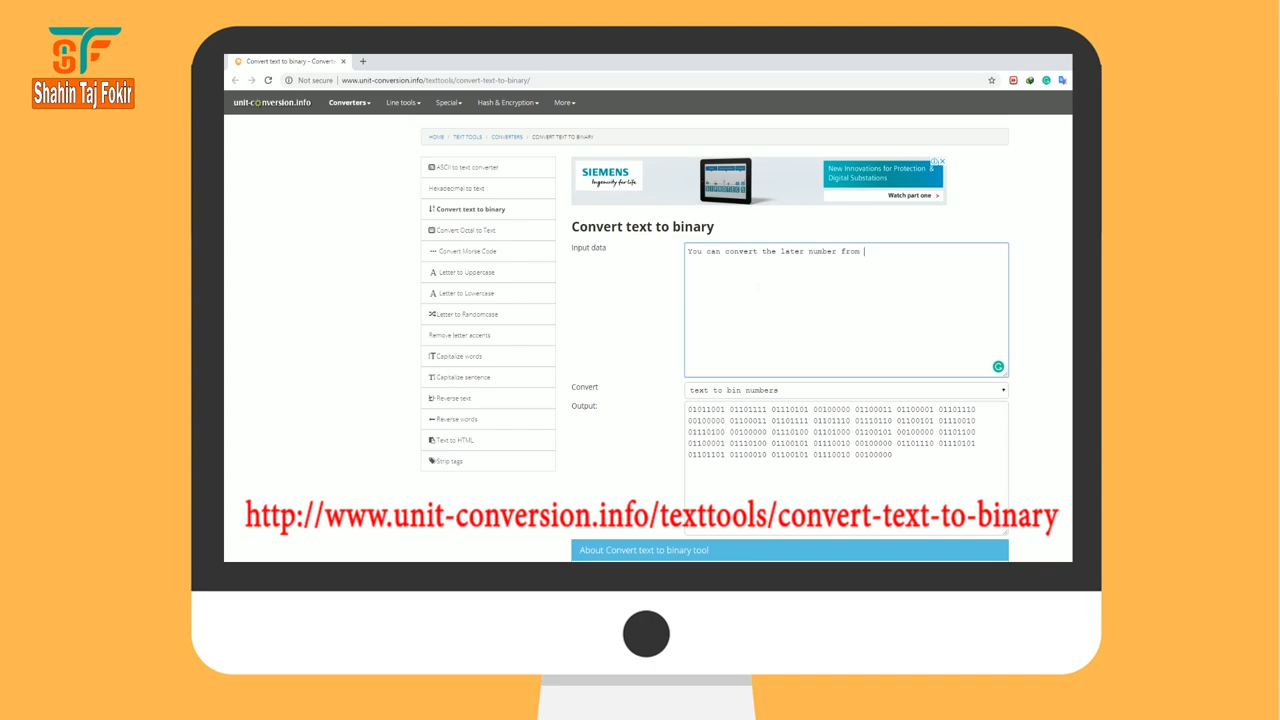 STF
Shahin Taj Fokir
Convert text to binary - Conver
Not secure | www.unit-conversion.info/texttools/convert-text-to-binary/
unit-conversion.info Converters Line tools Special Hash & Encryption More
HOME / TEXT TOOLS / CONVERTERS / CONVERT TEXT TO BINARY
ASCII to text converter
Hexadecimal to text
Convert text to binary
Convert Octal to Text
Convert Morse Code
Letter to Uppercase
Letter to Lowercase
Letter to Randomcase
Remove letter accents
Capitalize words
Capitalize sentence
Reverse text
Reverse words
Text to HTML
Strip tags
SIEMENS
Ingenuity for life
New Innovations for Protection &
Digital Substations
Watch part one >
Convert text to binary
Input data
You can convert the later number from
Convert
text to bin numbers
Output:
01011001 01101111 01110101 00100000 01100011 01100001 01101110
00100000 01100011 01101111 01101110 01110110 01100101 01110010
01110100 00100000 01110100 01101000 01100101 00100000 01101100
01100001 01110100 01100101 01110010 00100000 01101110 01110101
01101101 01100010 01100101 01110010 00100000
http://www.unit-conversion.info/texttools/convert-text-to-binary
About Convert text to binary tool